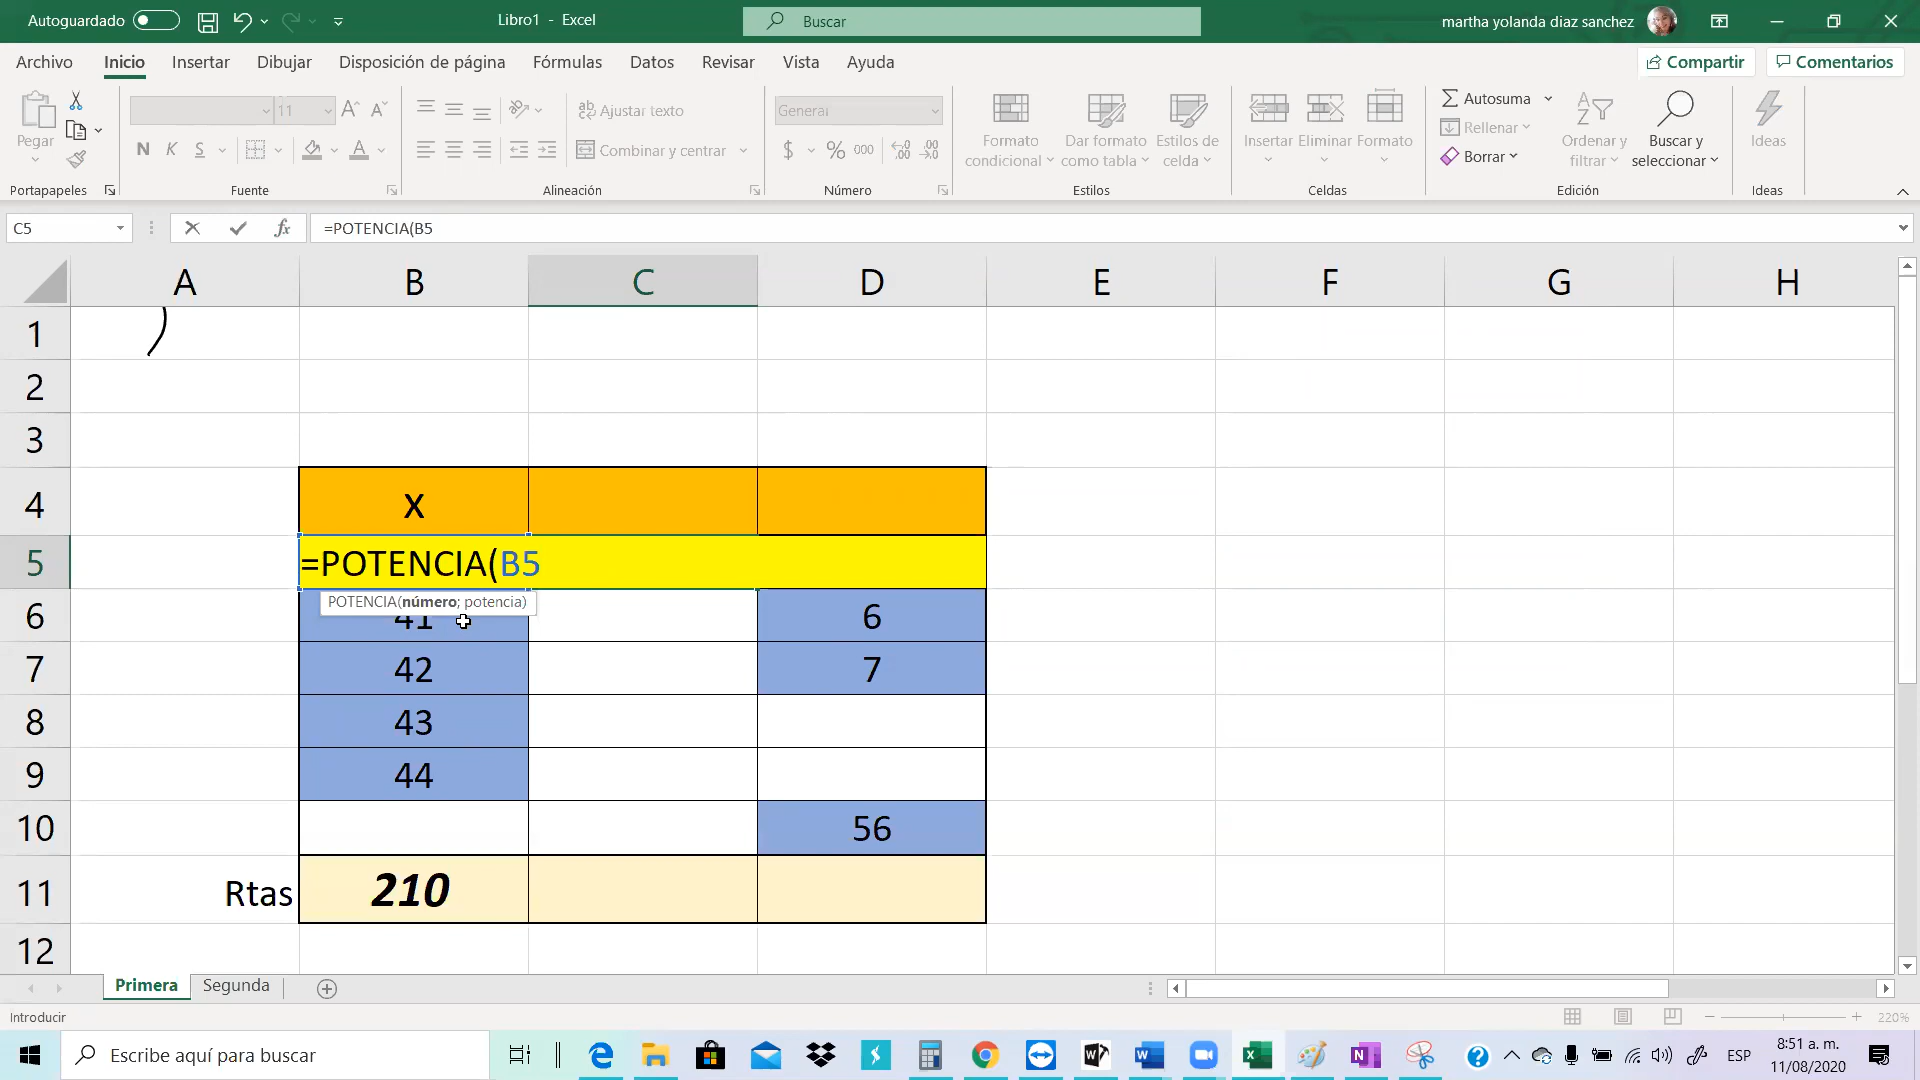 Autoguardado
Libro1 - Excel
Buscar
martha yolanda diaz sanchez
Archivo Inicio Insertar Dibujar Disposición de página Fórmulas Datos Revisar Vista Ayuda
Compartir Comentarios
Pegar
11
Ajustar texto
General
Formato condicional
Dar formato como tabla
Estilos de celda
Insertar Eliminar Formato
Autosuma
Rellenar
Borrar
Ordenar y filtrar
Buscar y seleccionar
Ideas
N K S
Combinar y centrar
$ % 000
Portapapeles Fuente Alineación Número Estilos Celdas Edición Ideas
C5 fx =POTENCIA(B5
A B C D E F G H
1
2
3
4 X
5 =POTENCIA(B5
POTENCIA(número; potencia)
6 41 6
7 42 7
8 43
9 44
10 56
11 Rtas 210
12
Primera Segunda
Introducir
220%
Escribe aquí para buscar
ESP
8:51 a. m.
11/08/2020